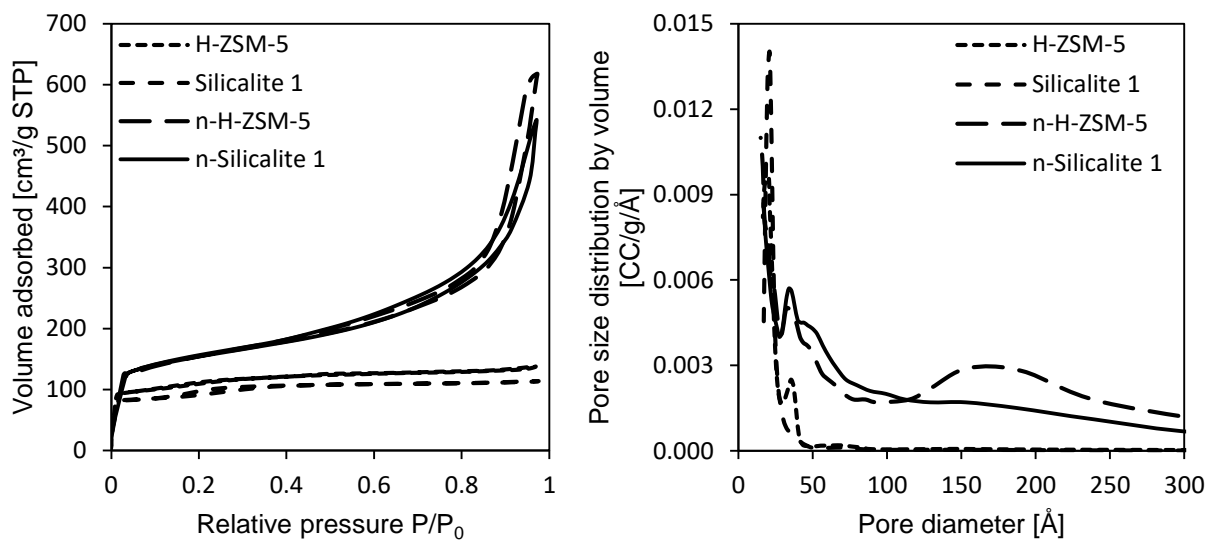 Volume adsorbed [cm³/g STP]
700
600
500
400
300
200
100
0
H-ZSM-5
Silicalite 1
n-H-ZSM-5
n-Silicalite 1
0
0.2
0.4
0.6
0.8
1
Relative pressure P/P₀
Pore size distribution by volume
[CC/g/Å]
0.015
0.012
0.009
0.006
0.003
0.000
H-ZSM-5
Silicalite 1
n-H-ZSM-5
n-Silicalite 1
0
50
100
150
200
250
300
Pore diameter [Å]